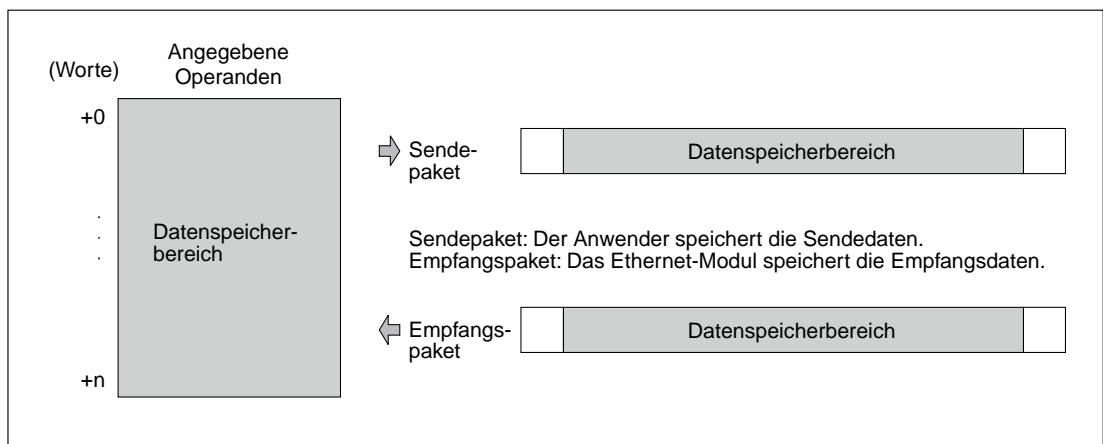 Angegebene
Operanden
(Worte)
+0
Datenspeicher-
bereich
+n
Sende-
paket
Datenspeicherbereich
Sendepaket: Der Anwender speichert die Sendedaten.
Empfangspaket: Das Ethernet-Modul speichert die Empfangsdaten.
Empfangs-
paket
Datenspeicherbereich